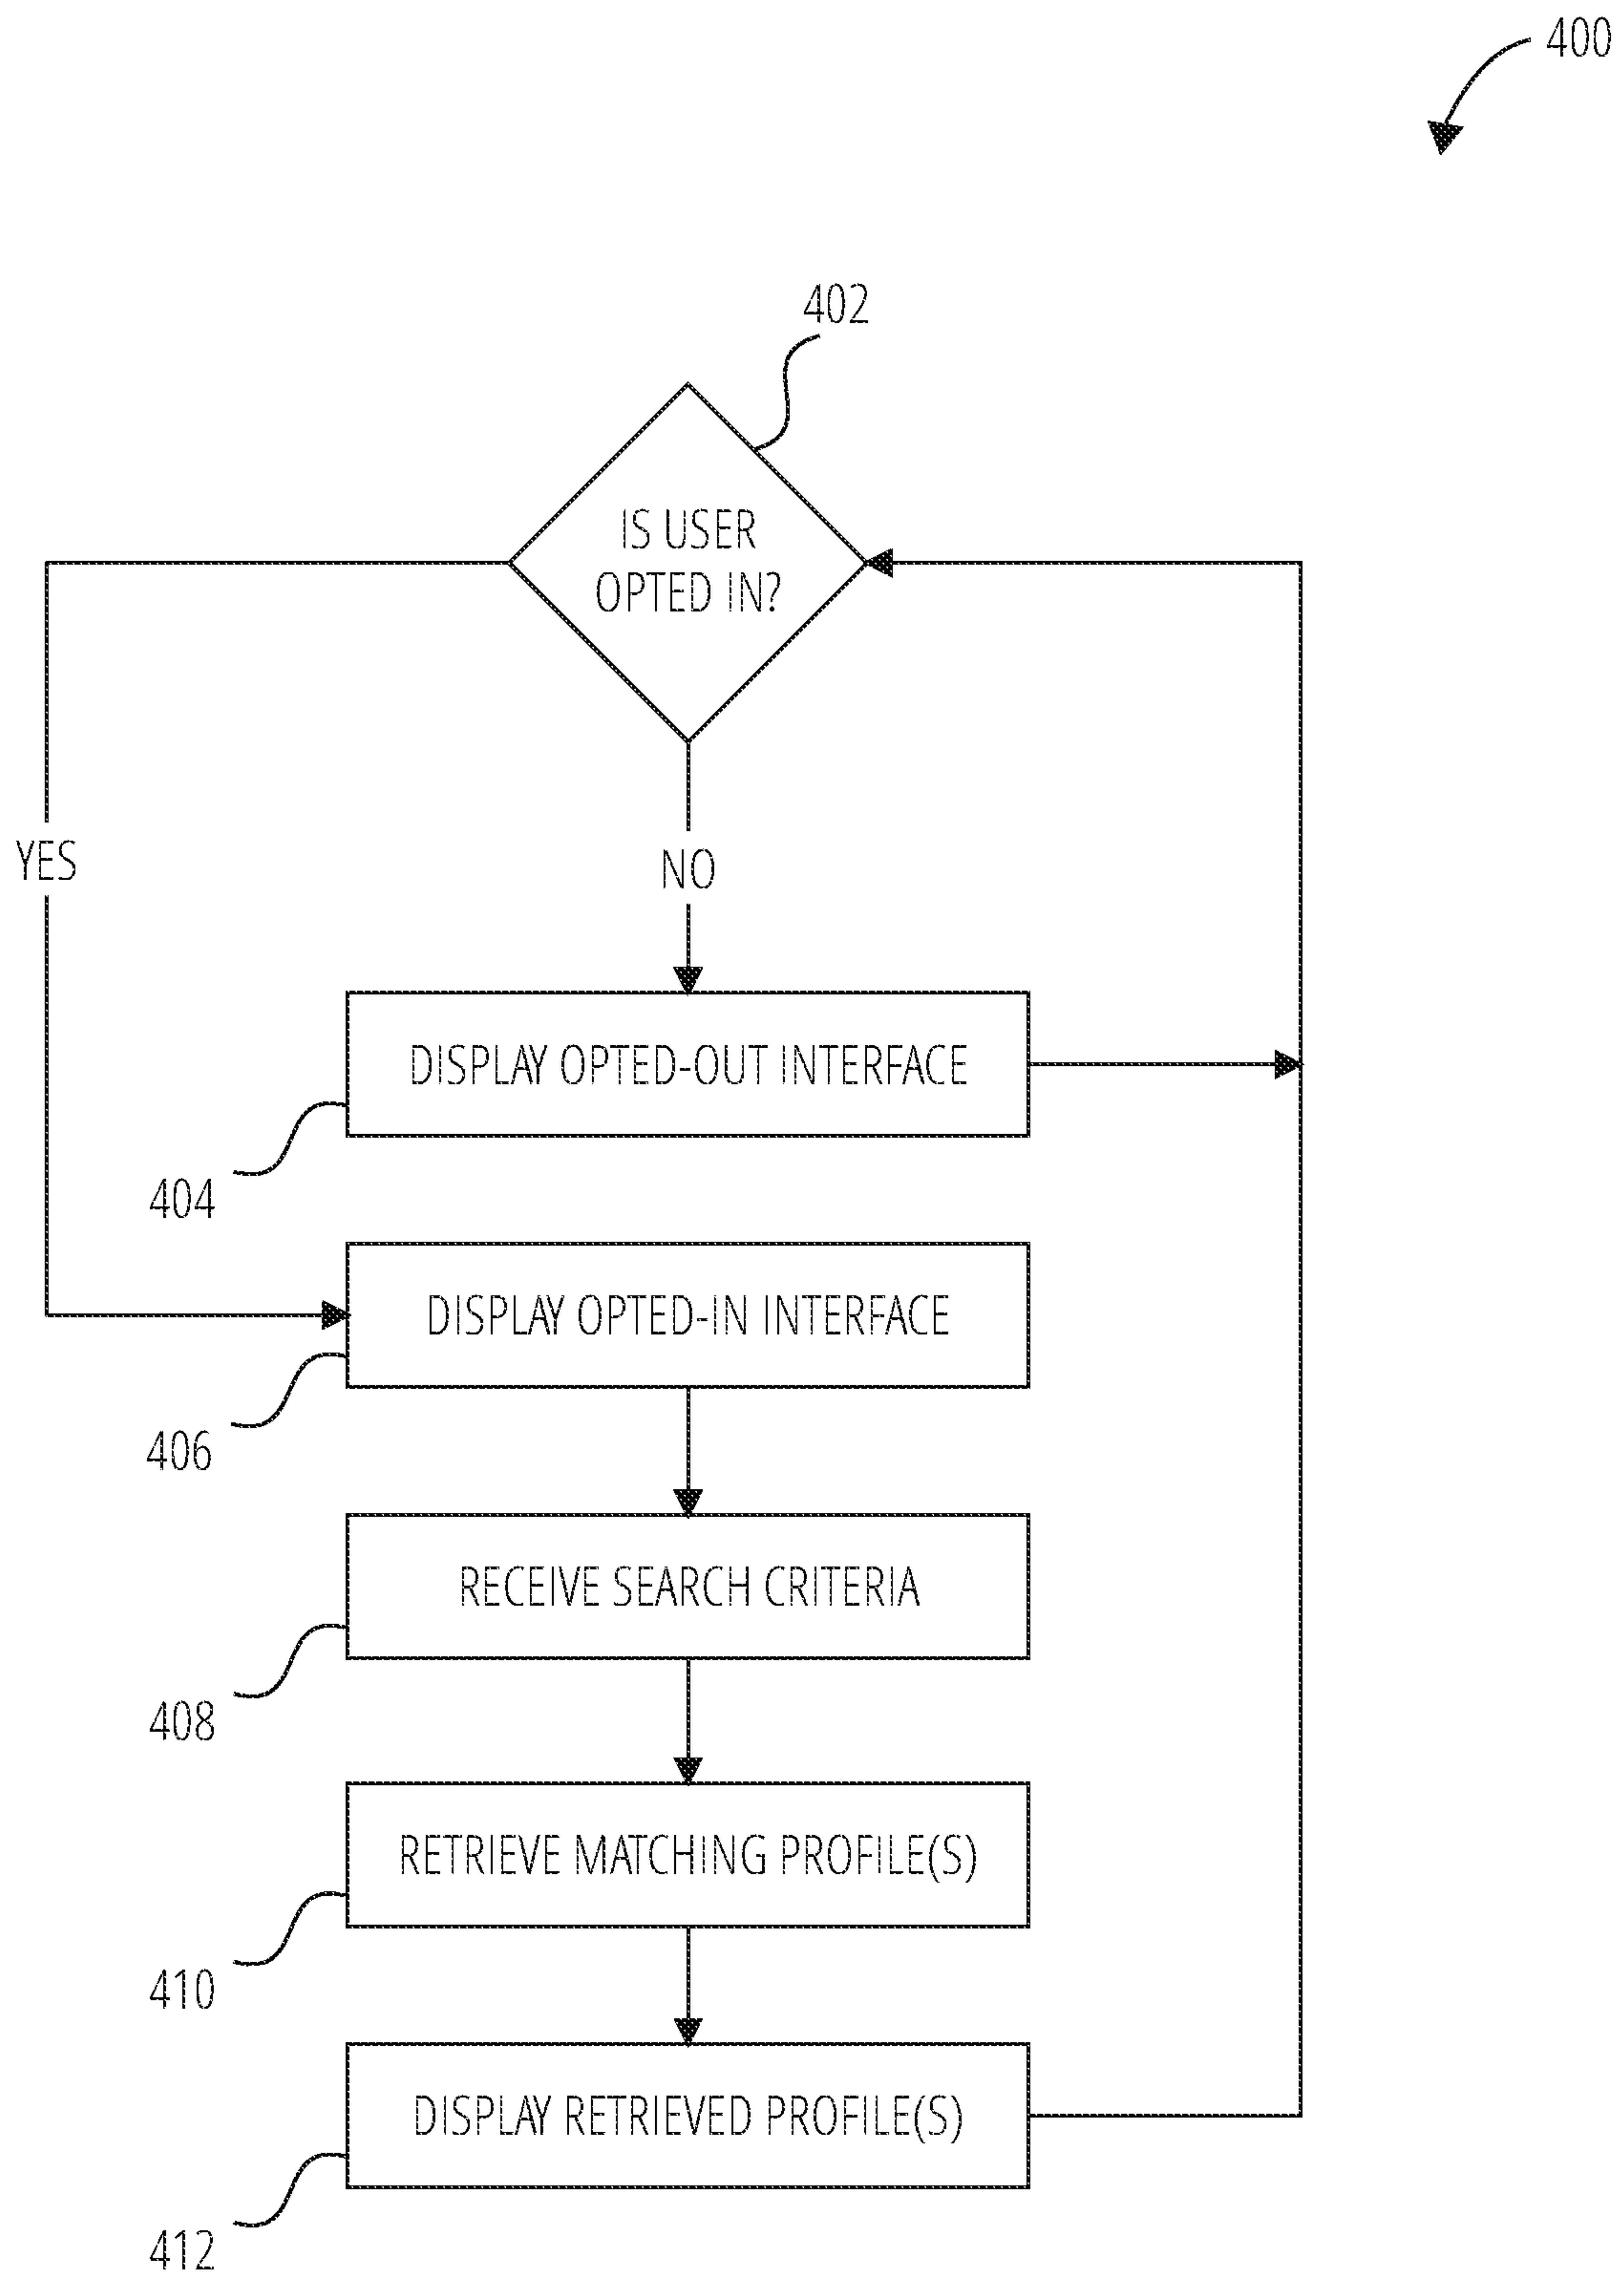 400
402
IS USER
OPTED IN?
YES
NO
DISPLAY OPTED-OUT INTERFACE
404
DISPLAY OPTED-IN INTERFACE
406
RECEIVE SEARCH CRITERIA
408
RETRIEVE MATCHING PROFILE(S)
410
DISPLAY RETRIEVED PROFILE(S)
412